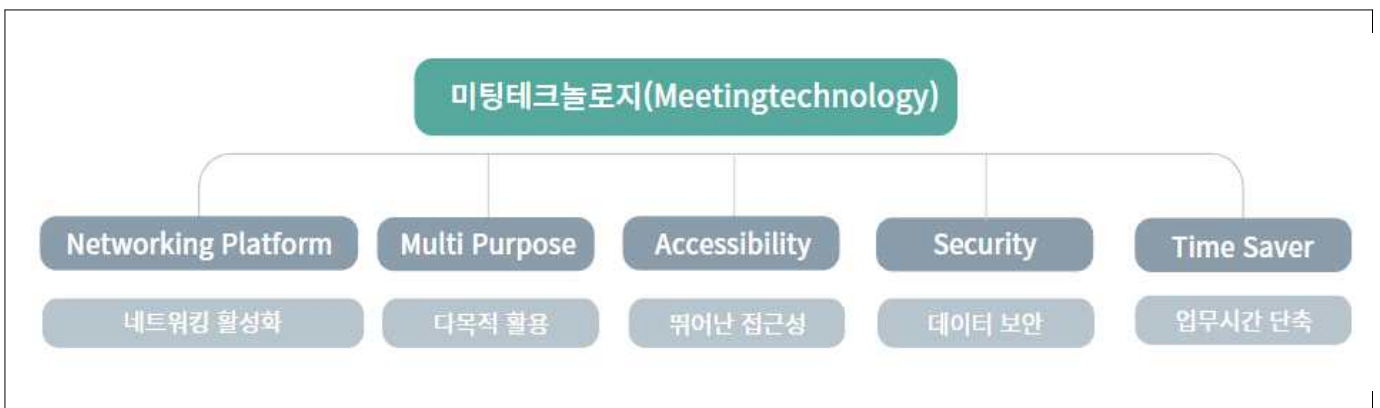 미팅테크놀로지(Meetingtechnology)
Networking Platform
Multi Purpose
Accessibility
Security
Time Saver
네트워킹 활성화
다목적 활용
뛰어난 접근성
데이터 보안
업무시간 단축